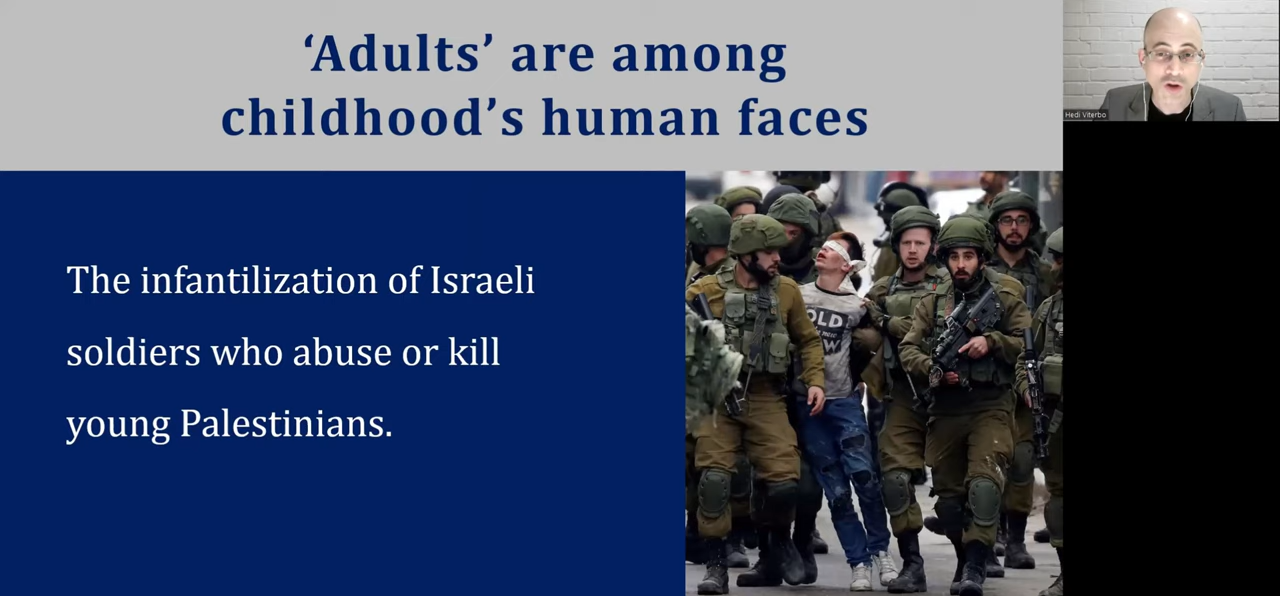 ‘Adults’ are among
childhood’s human faces
Hedi Viterbo
The infantilization of Israeli
soldiers who abuse or kill
young Palestinians.
OLD